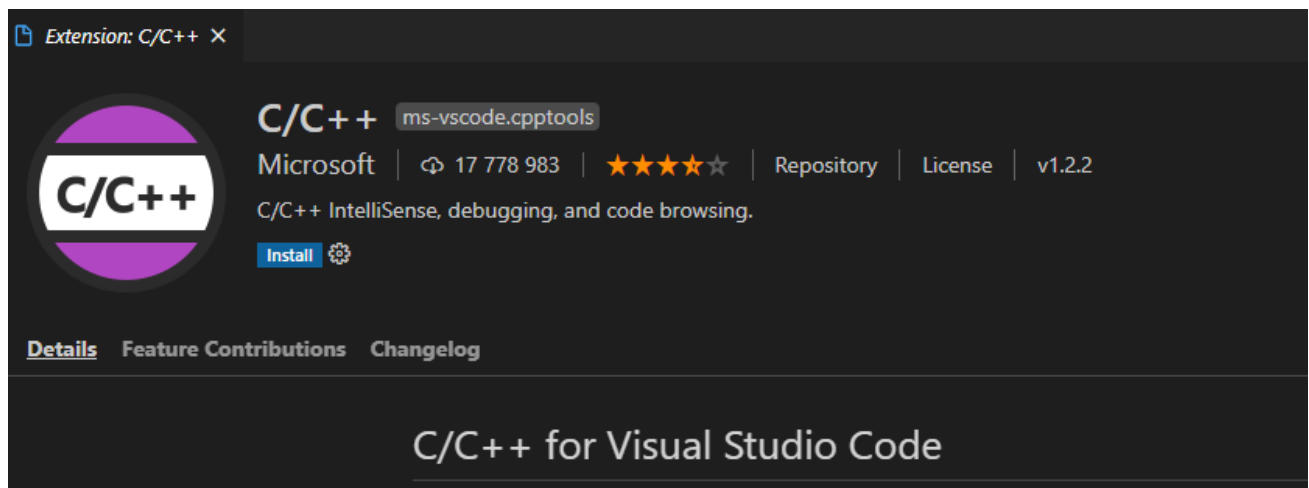 Extension: C/C++
C/C++ ms-vscode.cpptools
C/C++
Microsoft 17 778 983 Repository License v1.2.2
C/C++ IntelliSense, debugging, and code browsing.
Install
Details Feature Contributions Changelog
C/C++ for Visual Studio Code